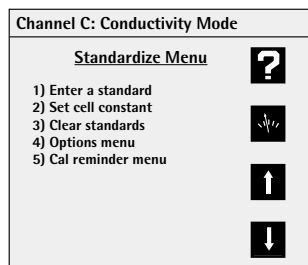 Channel C: Conductivity Mode
Standardize Menu
?
1) Enter a standard
2) Set cell constant
3) Clear standards
4) Options menu
5) Cal reminder menu